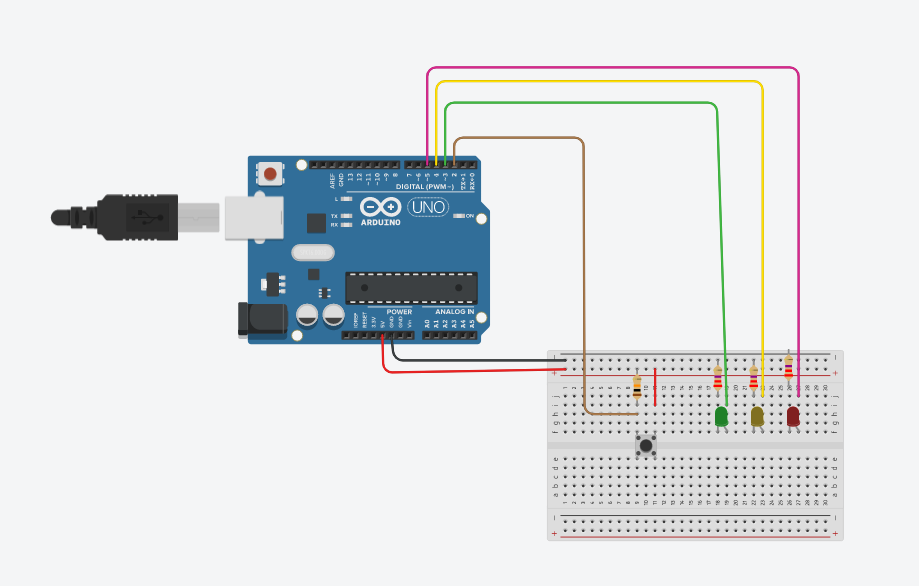 AREF
GND
13
12
~11
~10
~9
8
7
~6
~5
4
~3
2
TX→1
RX←0
DIGITAL (PWM~)
L
TX
RX
ARDUINO
UNO
ON
POWER
ANALOG IN
IOREF
RESET
3.3V
5V
GND
GND
Vin
A0
A1
A2
A3
A4
A5
j
i
h
g
f
e
d
c
b
a